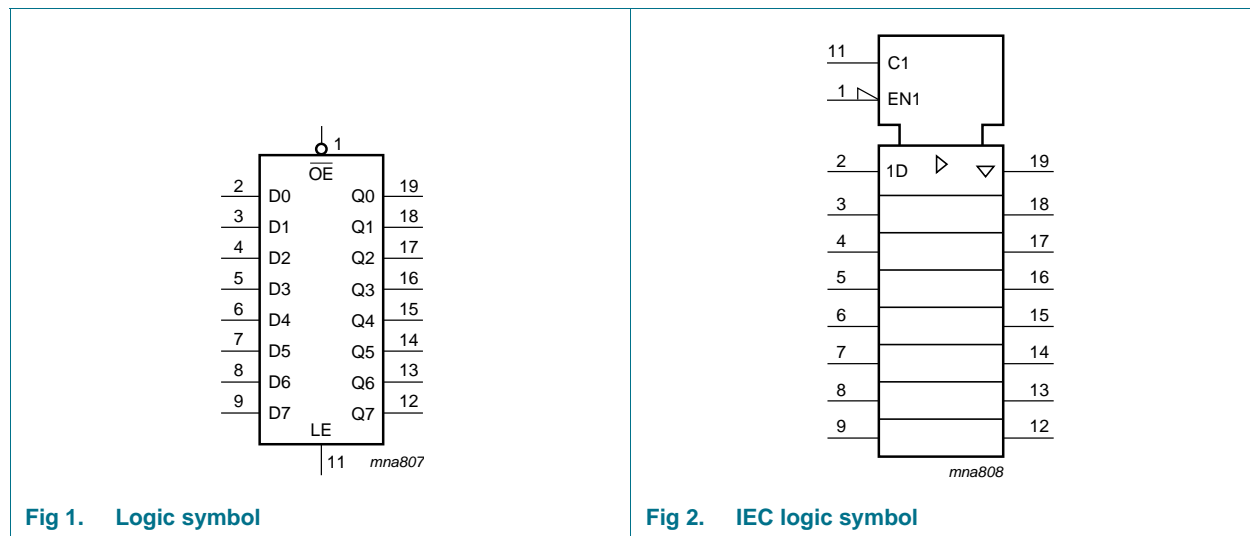 1
OE
2 D0 Q0 19
3 D1 Q1 18
4 D2 Q2 17
5 D3 Q3 16
6 D4 Q4 15
7 D5 Q5 14
8 D6 Q6 13
9 D7 Q7 12
LE
11 mna807
Fig 1. Logic symbol
11 C1
1 EN1
2 1D 19
3 18
4 17
5 16
6 15
7 14
8 13
9 12
mna808
Fig 2. IEC logic symbol